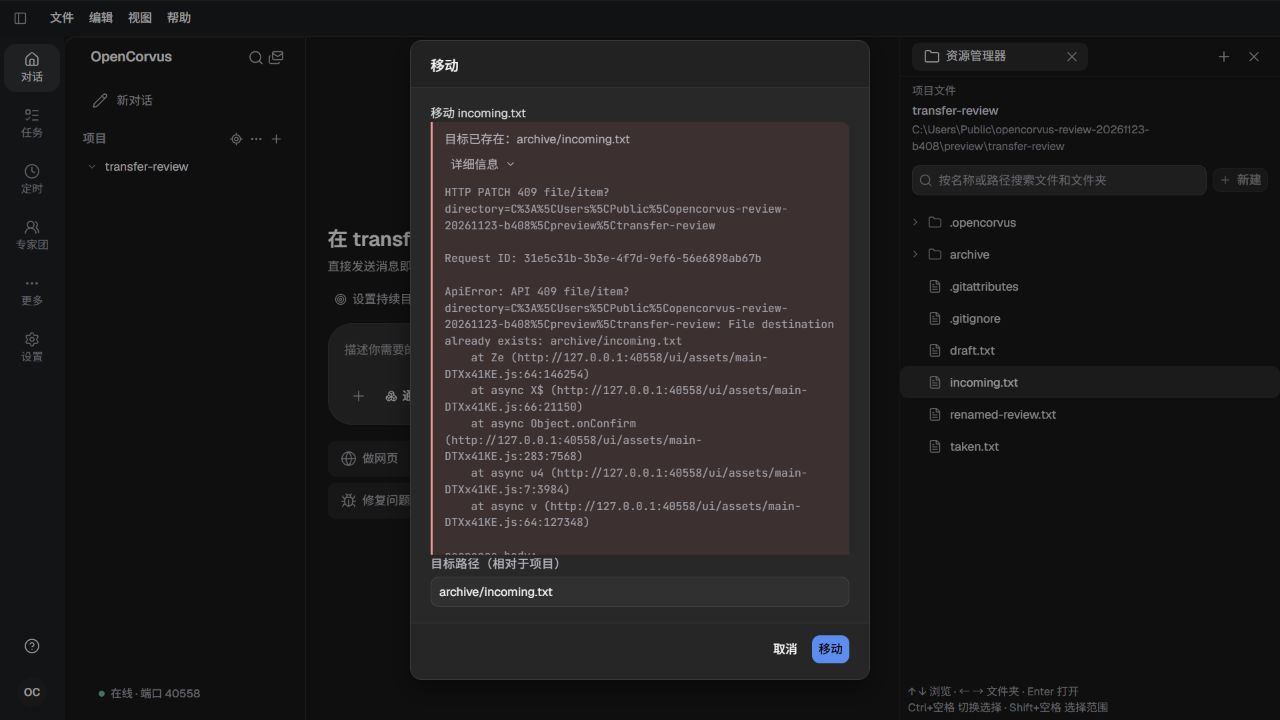 文件 编辑 视图 帮助
对话
任务
定时
专家团
更多
设置
OC
OpenCorvus
新对话
项目
transfer-review
在线 · 端口 40558
在 transf
直接发送消息即
设置持续目
描述你需要的
做网页
修复问题
移动
移动 incoming.txt
目标已存在：archive/incoming.txt
详细信息
HTTP PATCH 409 file/item?
directory=C%3A%5CUsers%5CPublic%5Copencorvus-review-
20261123-b408%5Cpreview%5Ctransfer-review
Request ID: 31e5c31b-3b3e-4f7d-9ef6-56e6898ab67b
ApiError: API 409 file/item?
directory=C%3A%5CUsers%5CPublic%5Copencorvus-review-
20261123-b408%5Cpreview%5Ctransfer-review: File destination
already exists: archive/incoming.txt
at Ze (http://127.0.0.1:40558/ui/assets/main-
DTXx41KE.js:64:146254)
at async X$ (http://127.0.0.1:40558/ui/assets/main-
DTXx41KE.js:66:21150)
at async Object.onConfirm
(http://127.0.0.1:40558/ui/assets/main-
DTXx41KE.js:283:7568)
at async u4 (http://127.0.0.1:40558/ui/assets/main-
DTXx41KE.js:7:3984)
at async v (http://127.0.0.1:40558/ui/assets/main-
DTXx41KE.js:64:127348)
目标路径（相对于项目）
archive/incoming.txt
取消
移动
资源管理器
项目文件
transfer-review
C:\Users\Public\opencorvus-review-20261123-
b408\preview\transfer-review
按名称或路径搜索文件和文件夹
新建
.opencorvus
archive
.gitattributes
.gitignore
draft.txt
incoming.txt
renamed-review.txt
taken.txt
↑↓ 浏览 · ←→ 文件夹 · Enter 打开
Ctrl+空格 切换选择 · Shift+空格 选择范围